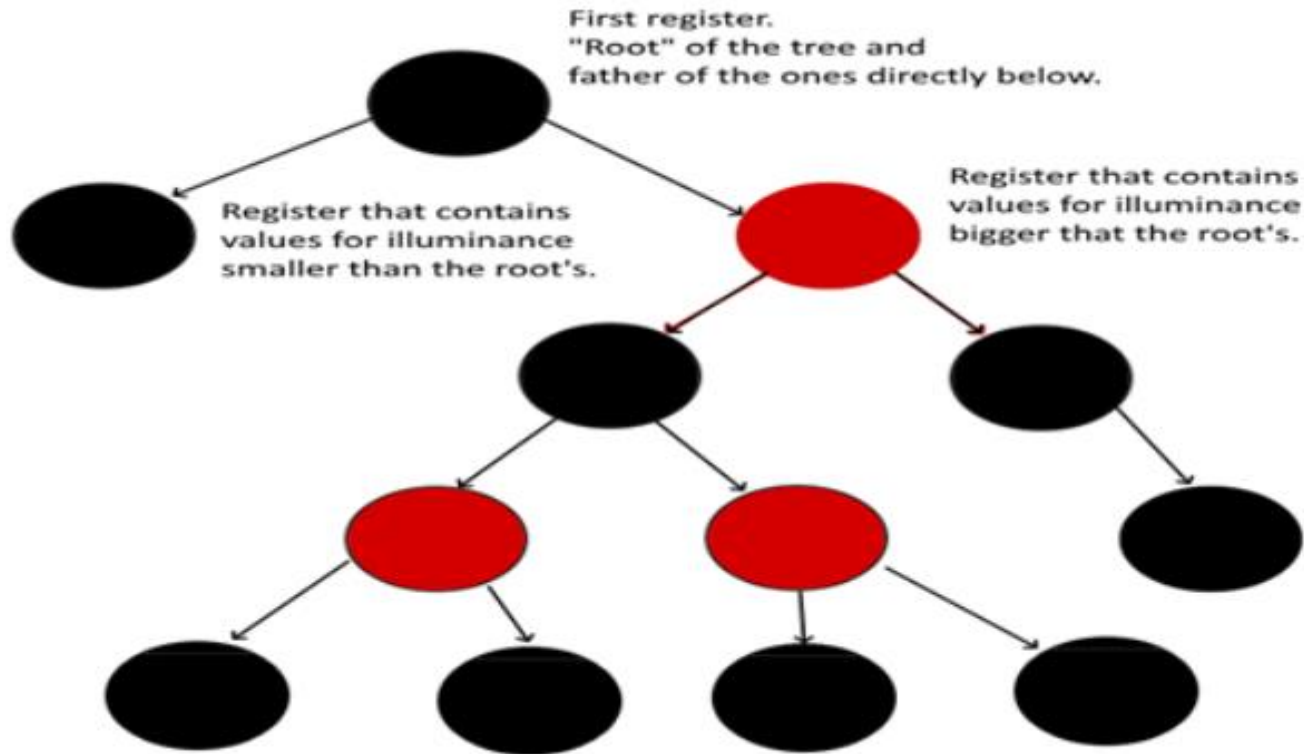 First register.
"Root" of the tree and
father of the ones directly below.
Register that contains
values for illuminance
smaller than the root's.
Register that contains
values for illuminance
bigger that the root's.